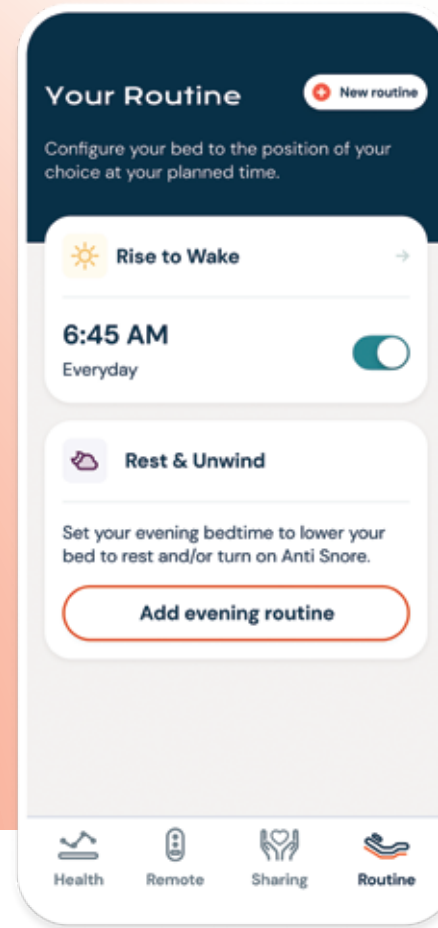 Your Routine
New routine
Configure your bed to the position of your
choice at your planned time.
Rise to Wake
6:45 AM
Everyday
Rest & Unwind
Set your evening bedtime to lower your
bed to rest and/or turn on Anti Snore.
Add evening routine
Health
Remote
Sharing
Routine